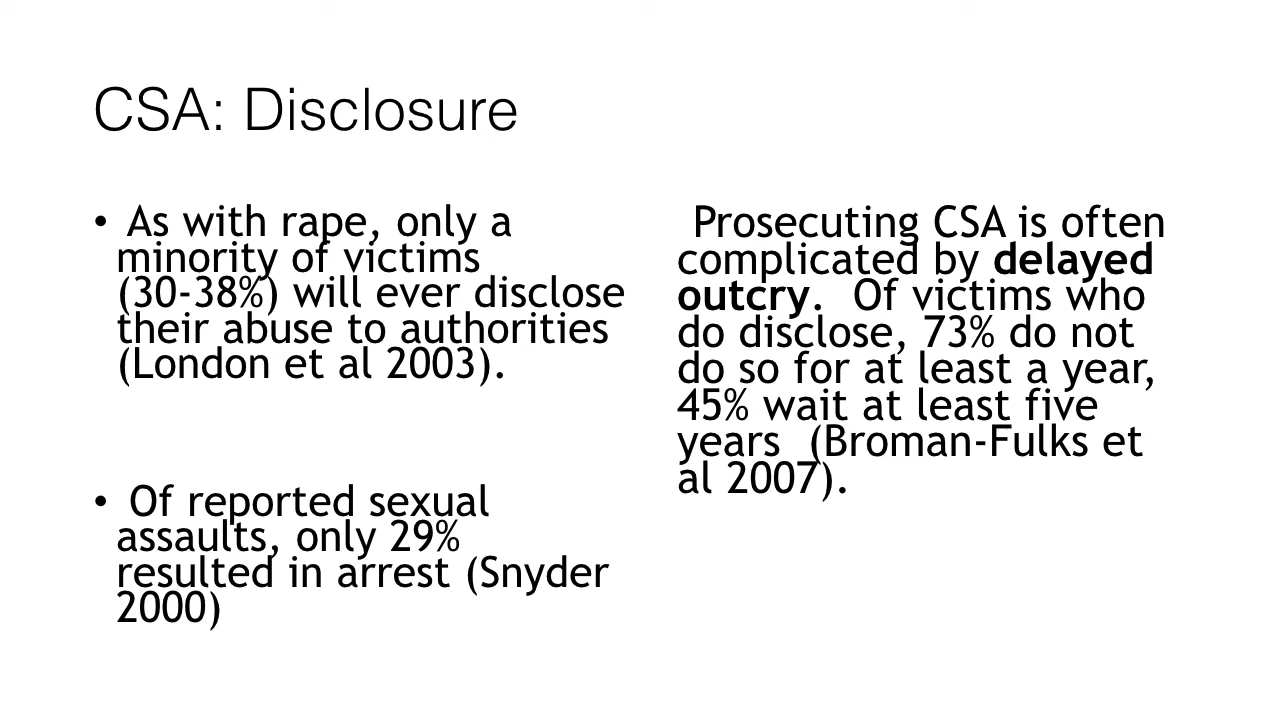 CSA: Disclosure
• As with rape, only a
minority of victims
(30-38%) will ever disclose
their abuse to authorities
(London et al 2003).
• Of reported sexual
assaults, only 29%
resulted in arrest (Snyder
2000)
Prosecuting CSA is often
complicated by delayed
outcry.  Of victims who
do disclose, 73% do not
do so for at least a year,
45% wait at least five
years  (Broman-Fulks et
al 2007).